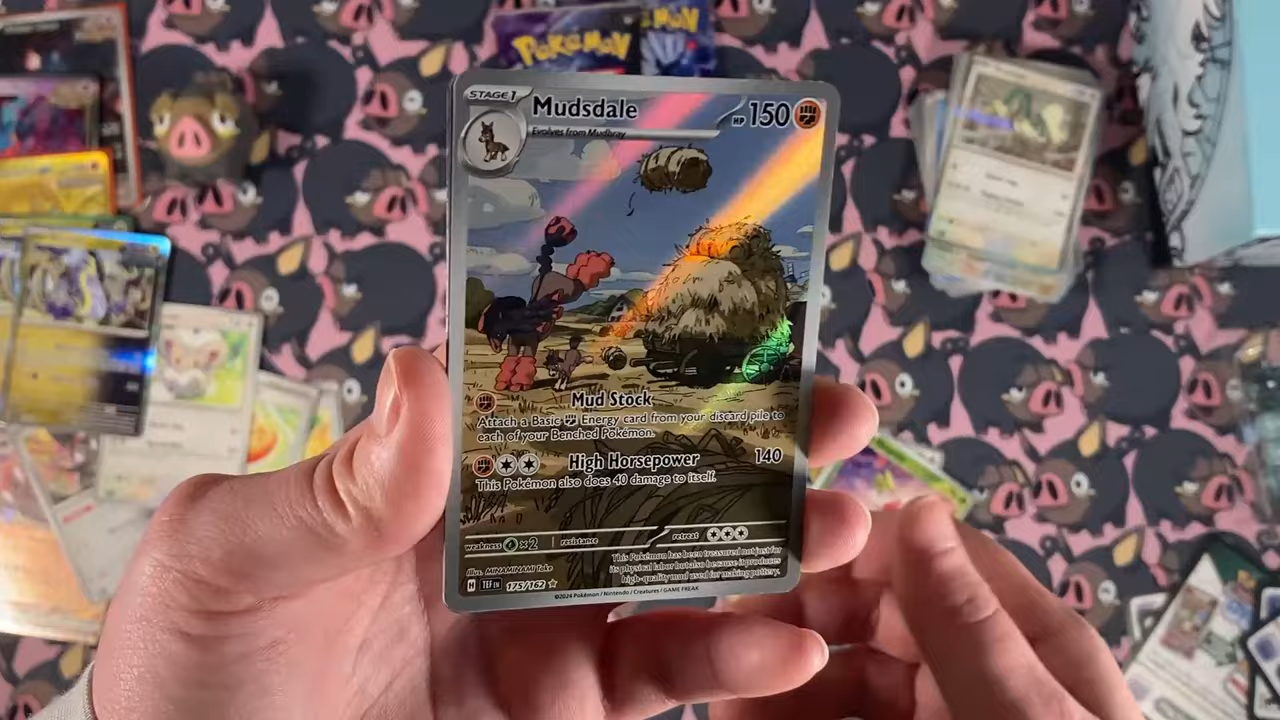 POKÉMON
MON
STAGE 1
Mudsdale
HP 150
Evolves from Mudbray
Mud Stock
Attach a Basic Energy card from your discard pile to
each of your Benched Pokémon.
High Horsepower 140
This Pokémon also does 40 damage to itself.
weakness ×2 resistance retreat
This Pokémon has been treasured not just for
its physical labor but also because it produces
high-quality mud used for making pottery.
Illus. MINAMINAMI Take
H TEF EN 175/162
©2024 Pokémon / Nintendo / Creatures / GAME FREAK